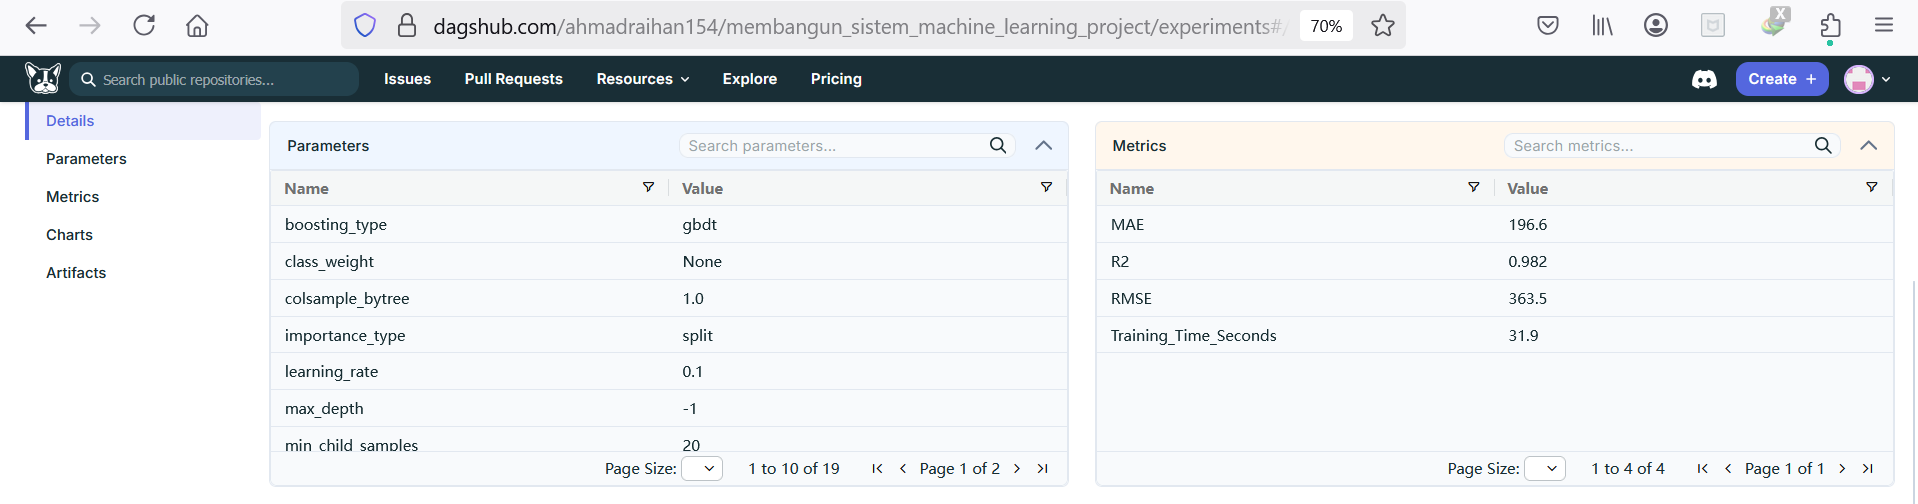 dagshub.com/ahmadraihan154/membangun_sistem_machine_learning_project/experiments#/
70%
X
Search public repositories...
Issues
Pull Requests
Resources
Explore
Pricing
Create +
Details
Parameters
Metrics
Charts
Artifacts
Parameters
Search parameters...
Name Value
boosting_type gbdt
class_weight None
colsample_bytree 1.0
importance_type split
learning_rate 0.1
max_depth -1
min_child_samples 20
Page Size: 1 to 10 of 19 Page 1 of 2
Metrics
Search metrics...
Name Value
MAE 196.6
R2 0.982
RMSE 363.5
Training_Time_Seconds 31.9
Page Size: 1 to 4 of 4 Page 1 of 1